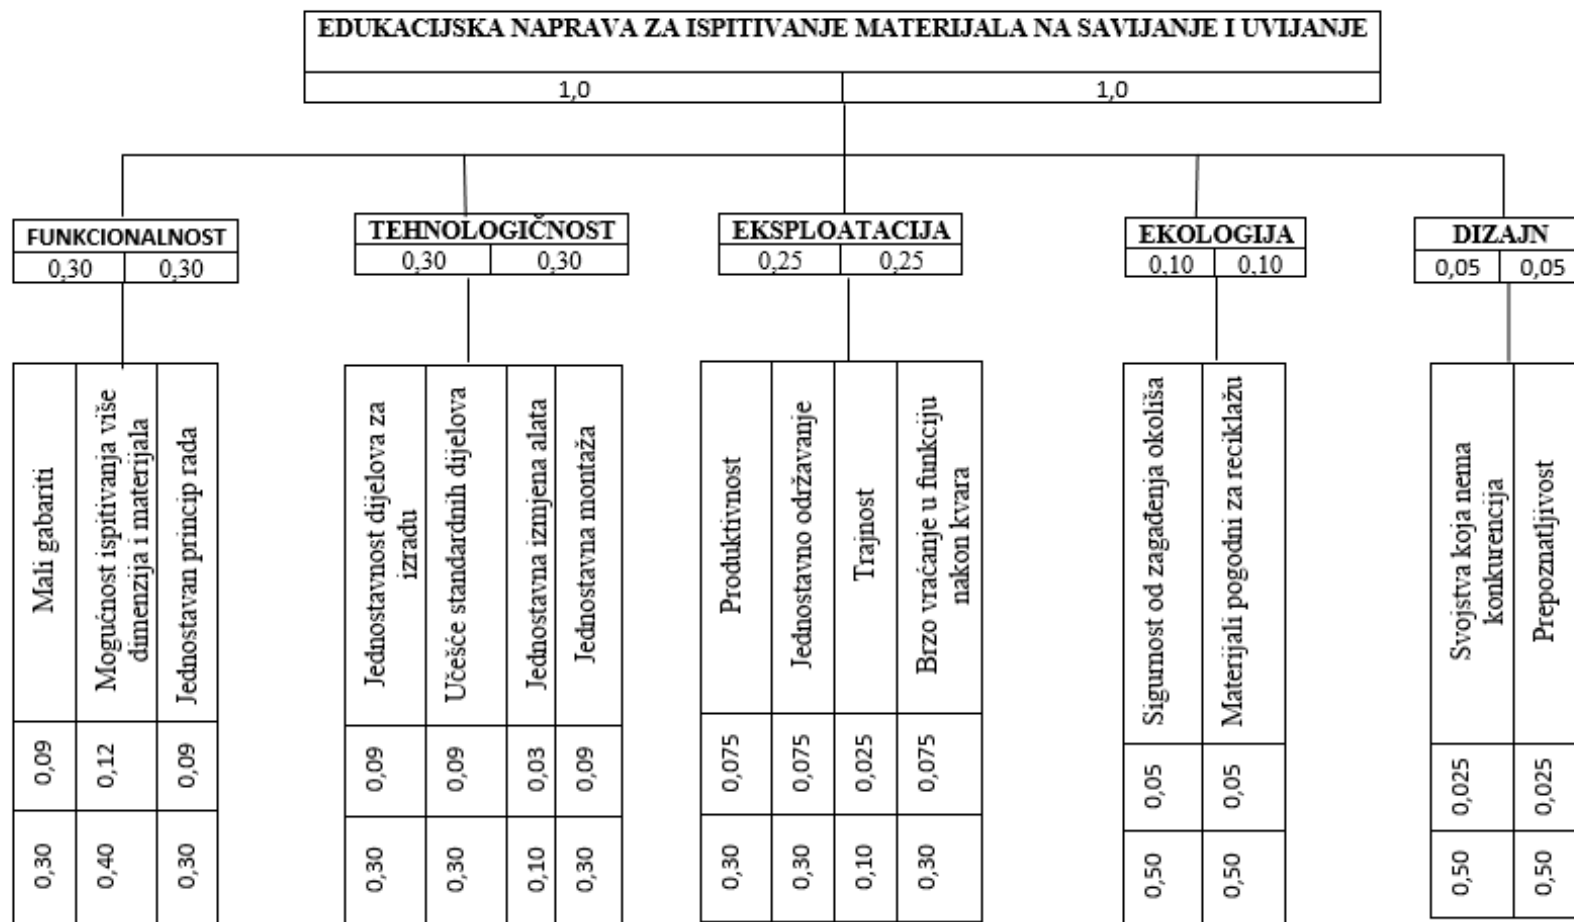 EDUKACIJSKA NAPRAVA ZA ISPITIVANJE MATERIJALA NA SAVIJANJE I UVIJANJE
1,0 1,0
FUNKCIONALNOST
0,30 0,30
Mali gabariti
Mogućnost ispitivanja više
dimenzija i materijala
Jednostavan princip rada
0,09 0,12 0,09
0,30 0,40 0,30
TEHNOLOGIČNOST
0,30 0,30
Jednostavnost dijelova za
izradu
Učešće standardnih dijelova
Jednostavna izmjena alata
Jednostavna montaža
0,09 0,09 0,03 0,09
0,30 0,30 0,10 0,30
EKSPLOATACIJA
0,25 0,25
Produktivnost
Jednostavno održavanje
Trajnost
Brzo vraćanje u funkciju
nakon kvara
0,075 0,075 0,025 0,075
0,30 0,30 0,10 0,30
EKOLOGIJA
0,10 0,10
Sigurnost od zagađenja okoliša
Materijali pogodni za reciklažu
0,05 0,05
0,50 0,50
DIZAJN
0,05 0,05
Svojstva koja nema
konkurencija
Prepoznatljivost
0,025 0,025
0,50 0,50